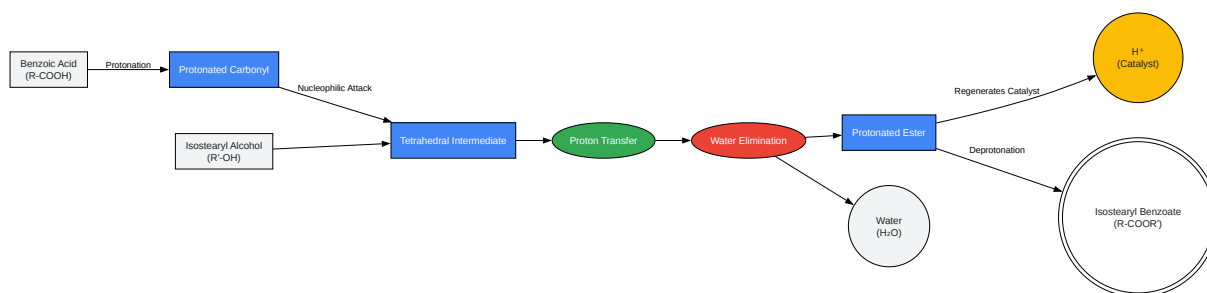 Benzoic Acid
(R-COOH)
Protonation
Protonated Carbonyl
Nucleophilic Attack
Isostearyl Alcohol
(R'-OH)
Tetrahedral Intermediate
Proton Transfer
Water Elimination
Protonated Ester
Water
(H₂O)
Regenerates Catalyst
H⁺
(Catalyst)
Deprotonation
Isostearyl Benzoate
(R-COOR')